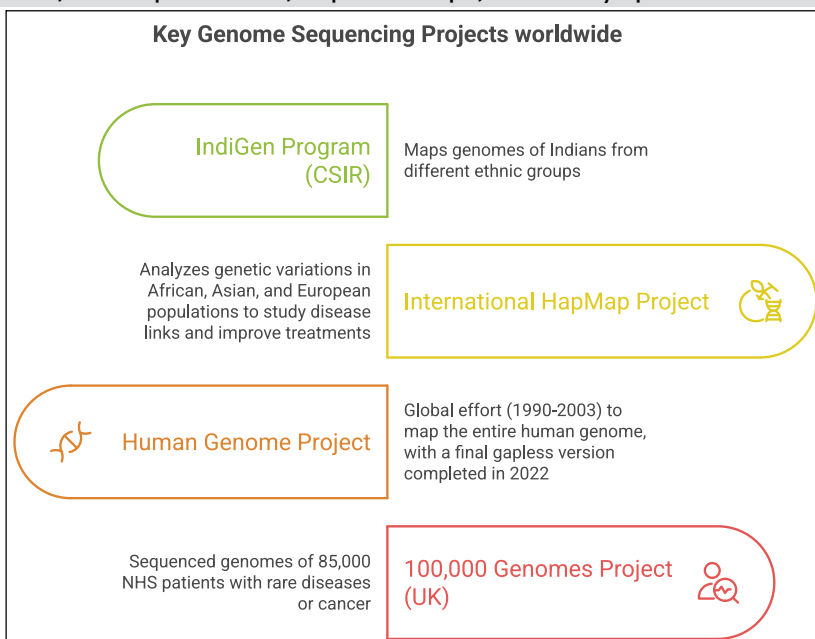 Key Genome Sequencing Projects worldwide
IndiGen Program
(CSIR)
Maps genomes of Indians from
different ethnic groups
Analyzes genetic variations in
African, Asian, and European
populations to study disease
links and improve treatments
International HapMap Project
Human Genome Project
Global effort (1990-2003) to
map the entire human genome,
with a final gapless version
completed in 2022
Sequenced genomes of 85,000
NHS patients with rare diseases
or cancer
100,000 Genomes Project
(UK)